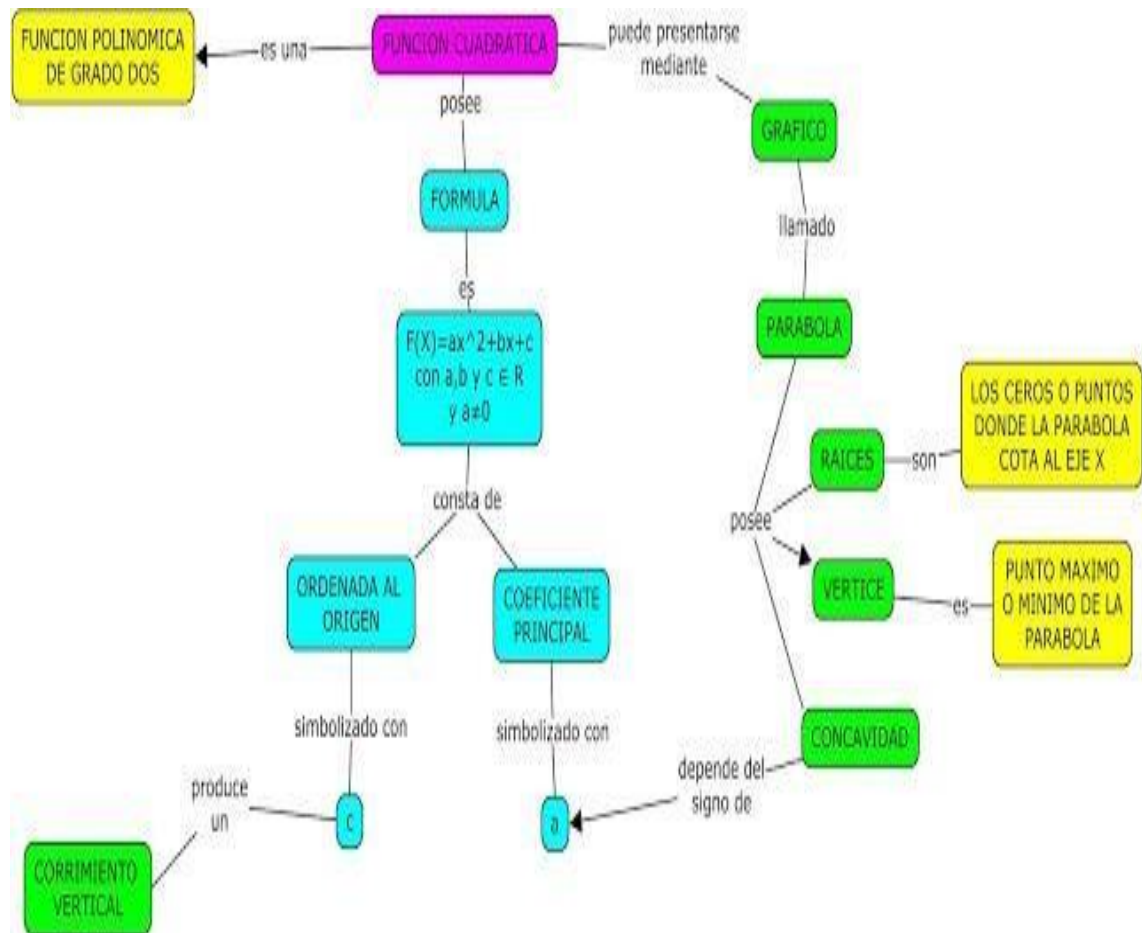 FUNCION POLINOMICA
DE GRADO DOS
es una
FUNCION CUADRATICA
puede presentarse
mediante
posee
GRAFICO
FORMULA
llamado
es
PARABOLA
F(X)=ax^2+bx+c
con a,b y c ∈ R
y a≠0
LOS CEROS O PUNTOS
DONDE LA PARABOLA
COTA AL EJE X
RAICES
son
consta de
posee
ORDENADA AL
ORIGEN
COEFICIENTE
PRINCIPAL
VERTICE
es
PUNTO MAXIMO
O MINIMO DE LA
PARABOLA
simbolizado con
simbolizado con
CONCAVIDAD
depende del
signo de
produce
un
c
a
CORRIMIENTO
VERTICAL